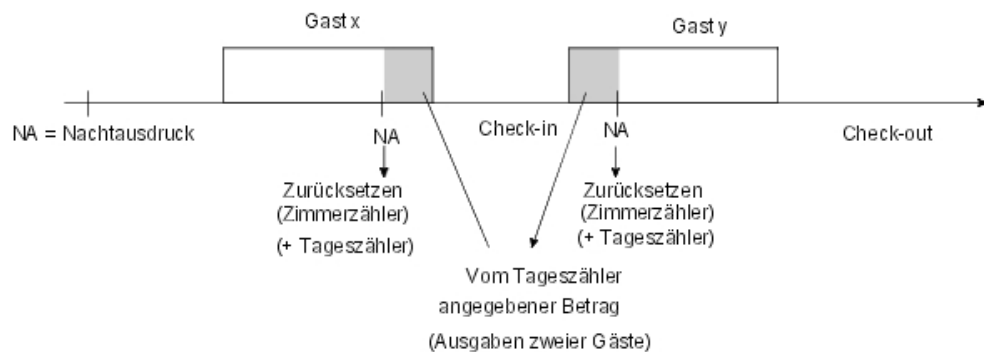 Gast x
Gast y
NA = Nachtausdruck
NA
Check-in
NA
Check-out
Zurücksetzen
(Zimmerzähler)
(+ Tageszähler)
Zurücksetzen
(Zimmerzähler)
(+ Tageszähler)
Vom Tageszähler
angegebener Betrag
(Ausgaben zweier Gäste)